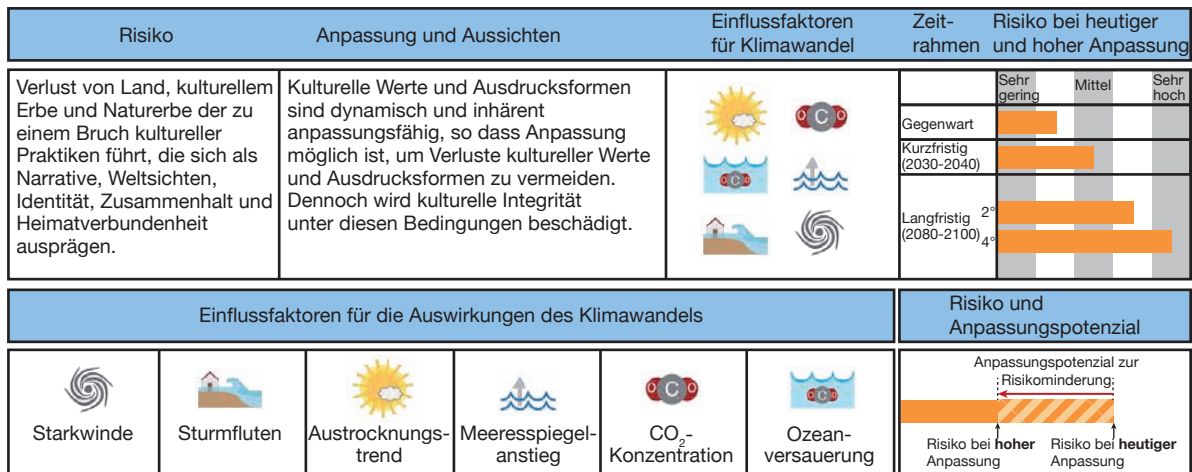 Risiko
Anpassung und Aussichten
Einflussfaktoren
für Klimawandel
Zeit-
rahmen
Risiko bei heutiger
und hoher Anpassung
Verlust von Land, kulturellem
Erbe und Naturerbe der zu
einem Bruch kultureller
Praktiken führt, die sich als
Narrative, Weltsichten,
Identität, Zusammenhalt und
Heimatverbundenheit
ausprägen.
Kulturelle Werte und Ausdrucksformen
sind dynamisch und inhärent
anpassungsfähig, so dass Anpassung
möglich ist, um Verluste kultureller Werte
und Ausdrucksformen zu vermeiden.
Dennoch wird kulturelle Integrität
unter diesen Bedingungen beschädigt.
O C O
C
Sehr
gering
Mittel
Sehr
hoch
Gegenwart
Kurzfristig
(2030-2040)
Langfristig
(2080-2100)
2°
4°
Einflussfaktoren für die Auswirkungen des Klimawandels
Risiko und
Anpassungspotenzial
Starkwinde
Sturmfluten
Austrocknungs-
trend
Meeresspiegel-
anstieg
O C O
CO₂-
Konzentration
C
Ozean-
versauerung
Anpassungspotenzial zur
Risikominderung
Risiko bei hoher
Anpassung
Risiko bei heutiger
Anpassung